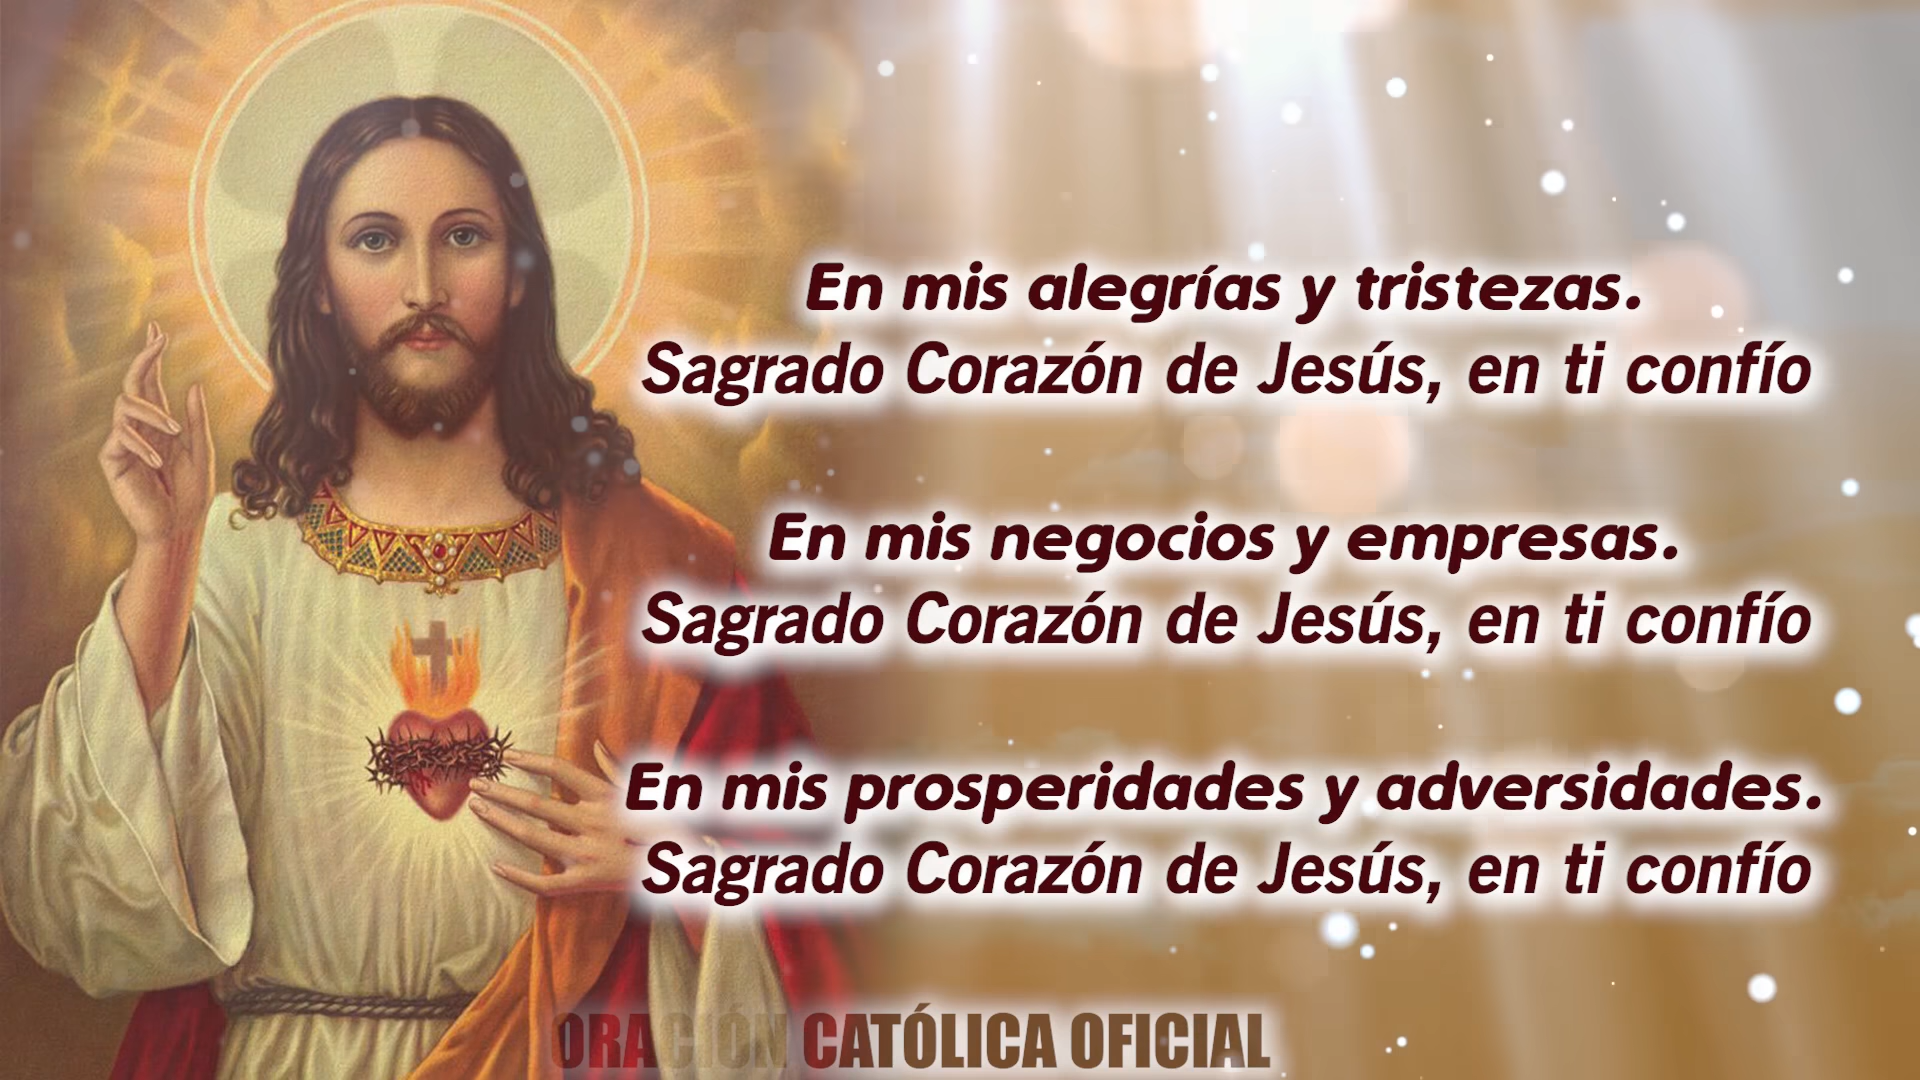 En mis alegrías y tristezas.
Sagrado Corazón de Jesús, en ti confío
En mis negocios y empresas.
Sagrado Corazón de Jesús, en ti confío
En mis prosperidades y adversidades.
Sagrado Corazón de Jesús, en ti confío
ORACIÓN CATÓLICA OFICIAL